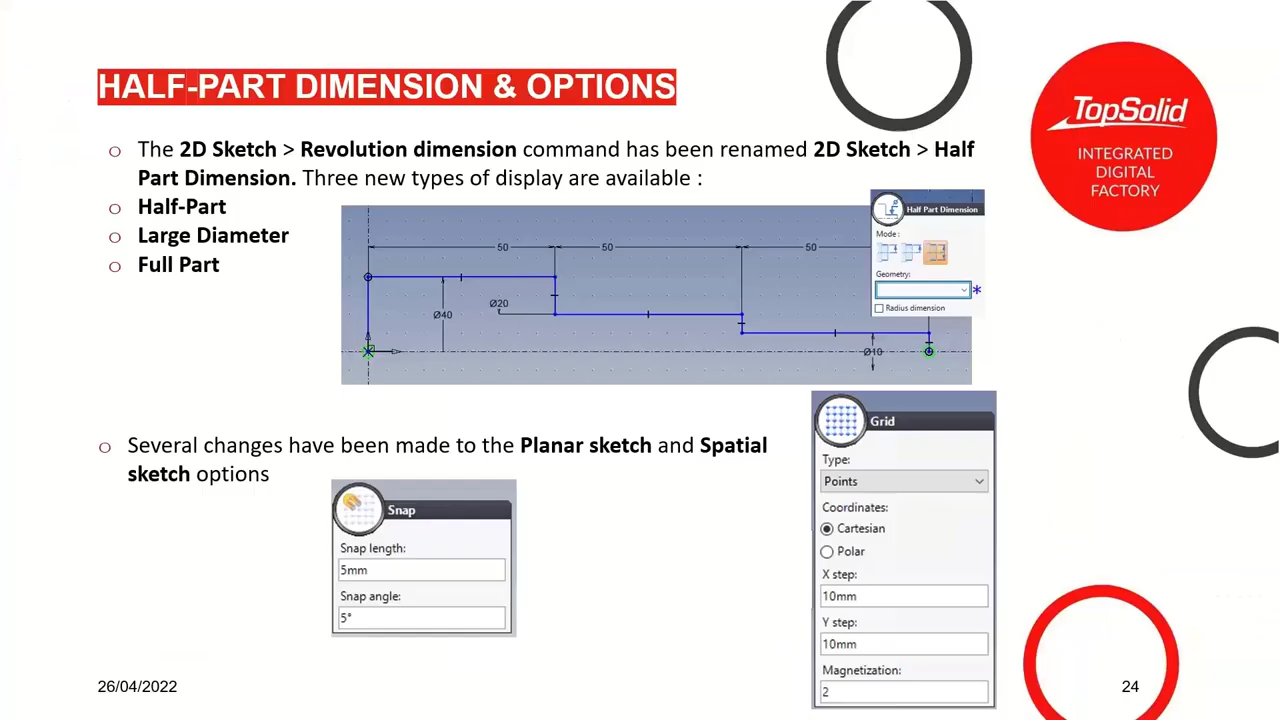 HALF-PART DIMENSION & OPTIONS
TopSolid
INTEGRATED
DIGITAL
FACTORY
The 2D Sketch > Revolution dimension command has been renamed 2D Sketch > Half
Part Dimension. Three new types of display are available :
Half-Part
Large Diameter
Full Part
Half Part Dimension
Mode :
Geometry:
*
Radius dimension
50
50
50
Ø20
Ø40
Ø10
Several changes have been made to the Planar sketch and Spatial
sketch options
Snap
Snap length:
5mm
Snap angle:
5°
Grid
Type:
Points
Coordinates:
Cartesian
Polar
X step:
10mm
Y step:
10mm
Magnetization:
2
26/04/2022
24